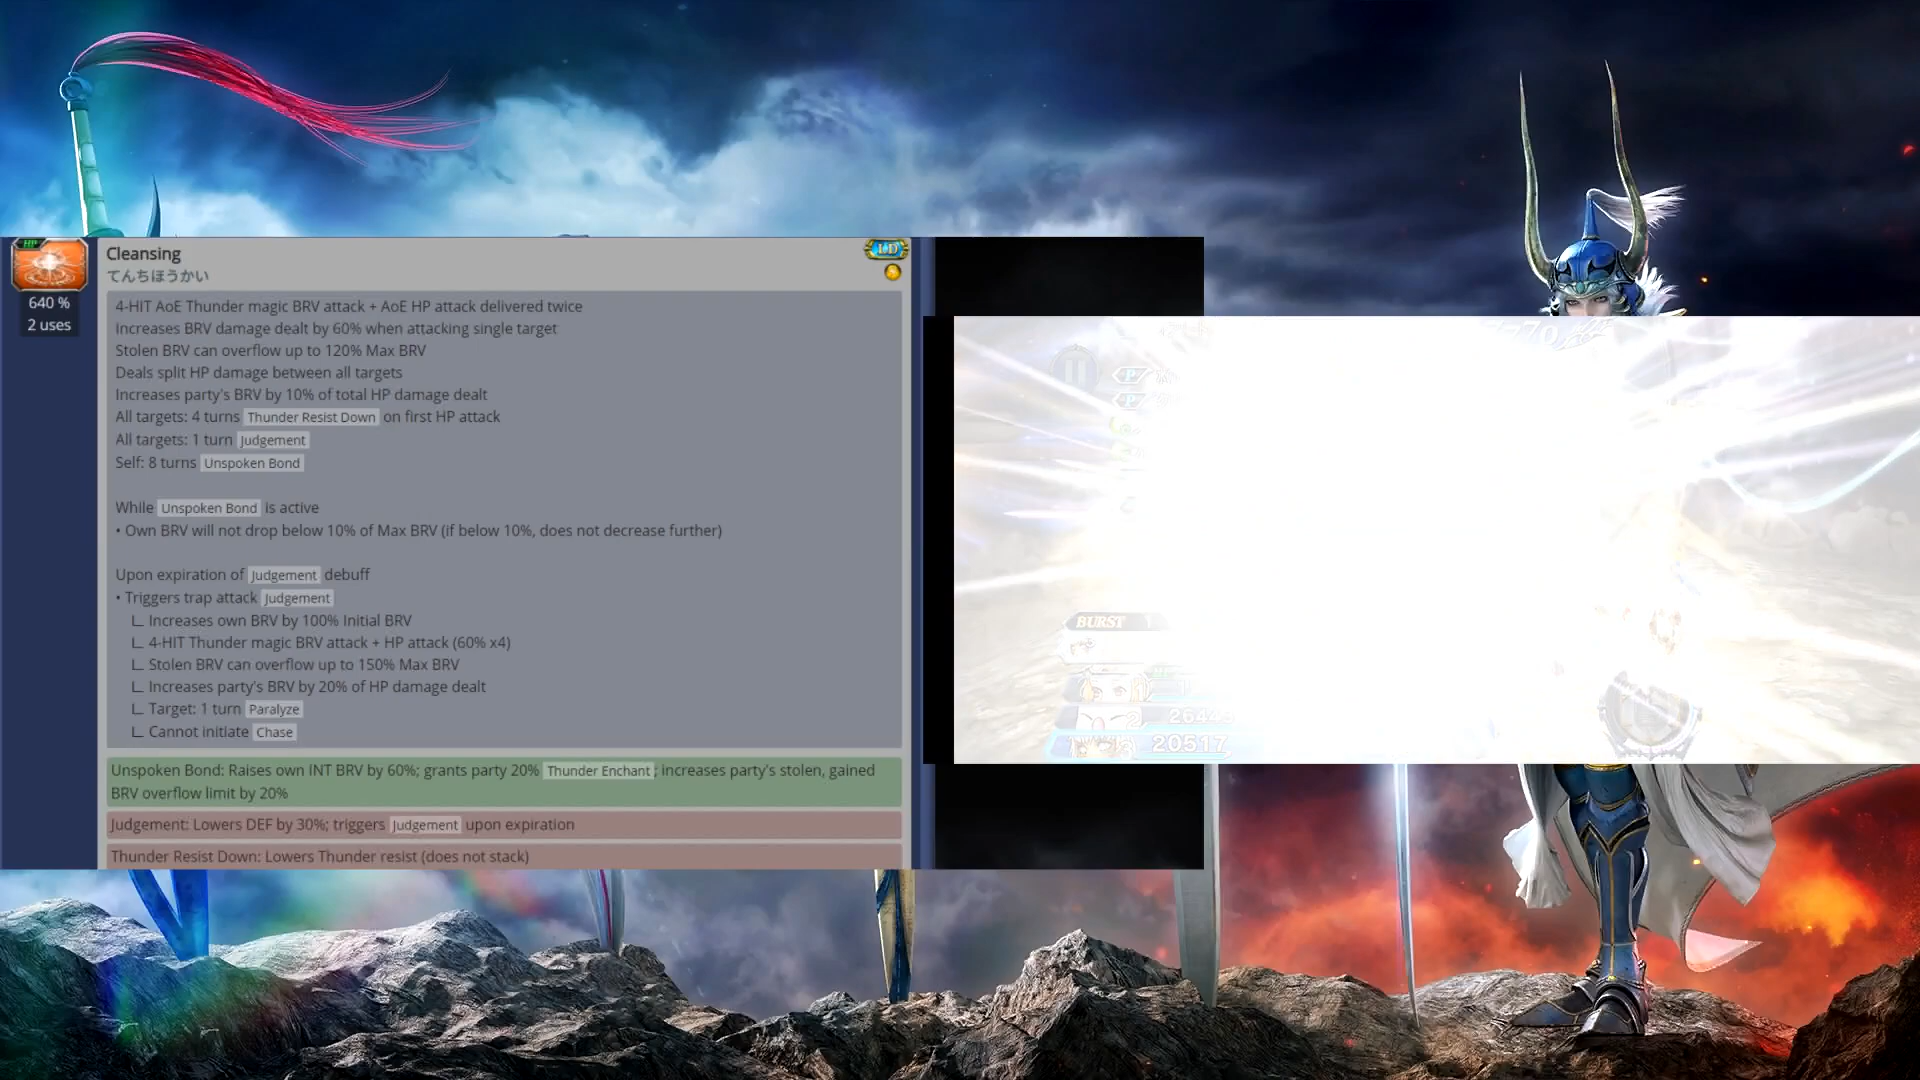 HP
640 %
2 uses
Cleansing
てんちほうかい
LD
4-HIT AoE Thunder magic BRV attack + AoE HP attack delivered twice
Increases BRV damage dealt by 60% when attacking single target
Stolen BRV can overflow up to 120% Max BRV
Deals split HP damage between all targets
Increases party's BRV by 10% of total HP damage dealt
All targets: 4 turns Thunder Resist Down on first HP attack
All targets: 1 turn Judgement
Self: 8 turns Unspoken Bond
While Unspoken Bond is active
• Own BRV will not drop below 10% of Max BRV (if below 10%, does not decrease further)
Upon expiration of Judgement debuff
• Triggers trap attack Judgement
∟ Increases own BRV by 100% Initial BRV
∟ 4-HIT Thunder magic BRV attack + HP attack (60% x4)
∟ Stolen BRV can overflow up to 150% Max BRV
∟ Increases party's BRV by 20% of HP damage dealt
∟ Target: 1 turn Paralyze
∟ Cannot initiate Chase
Unspoken Bond: Raises own INT BRV by 60%; grants party 20% Thunder Enchant; increases party's stolen, gained
BRV overflow limit by 20%
Judgement: Lowers DEF by 30%; triggers Judgement upon expiration
Thunder Resist Down: Lowers Thunder resist (does not stack)
P
P
BURST
26443
20517